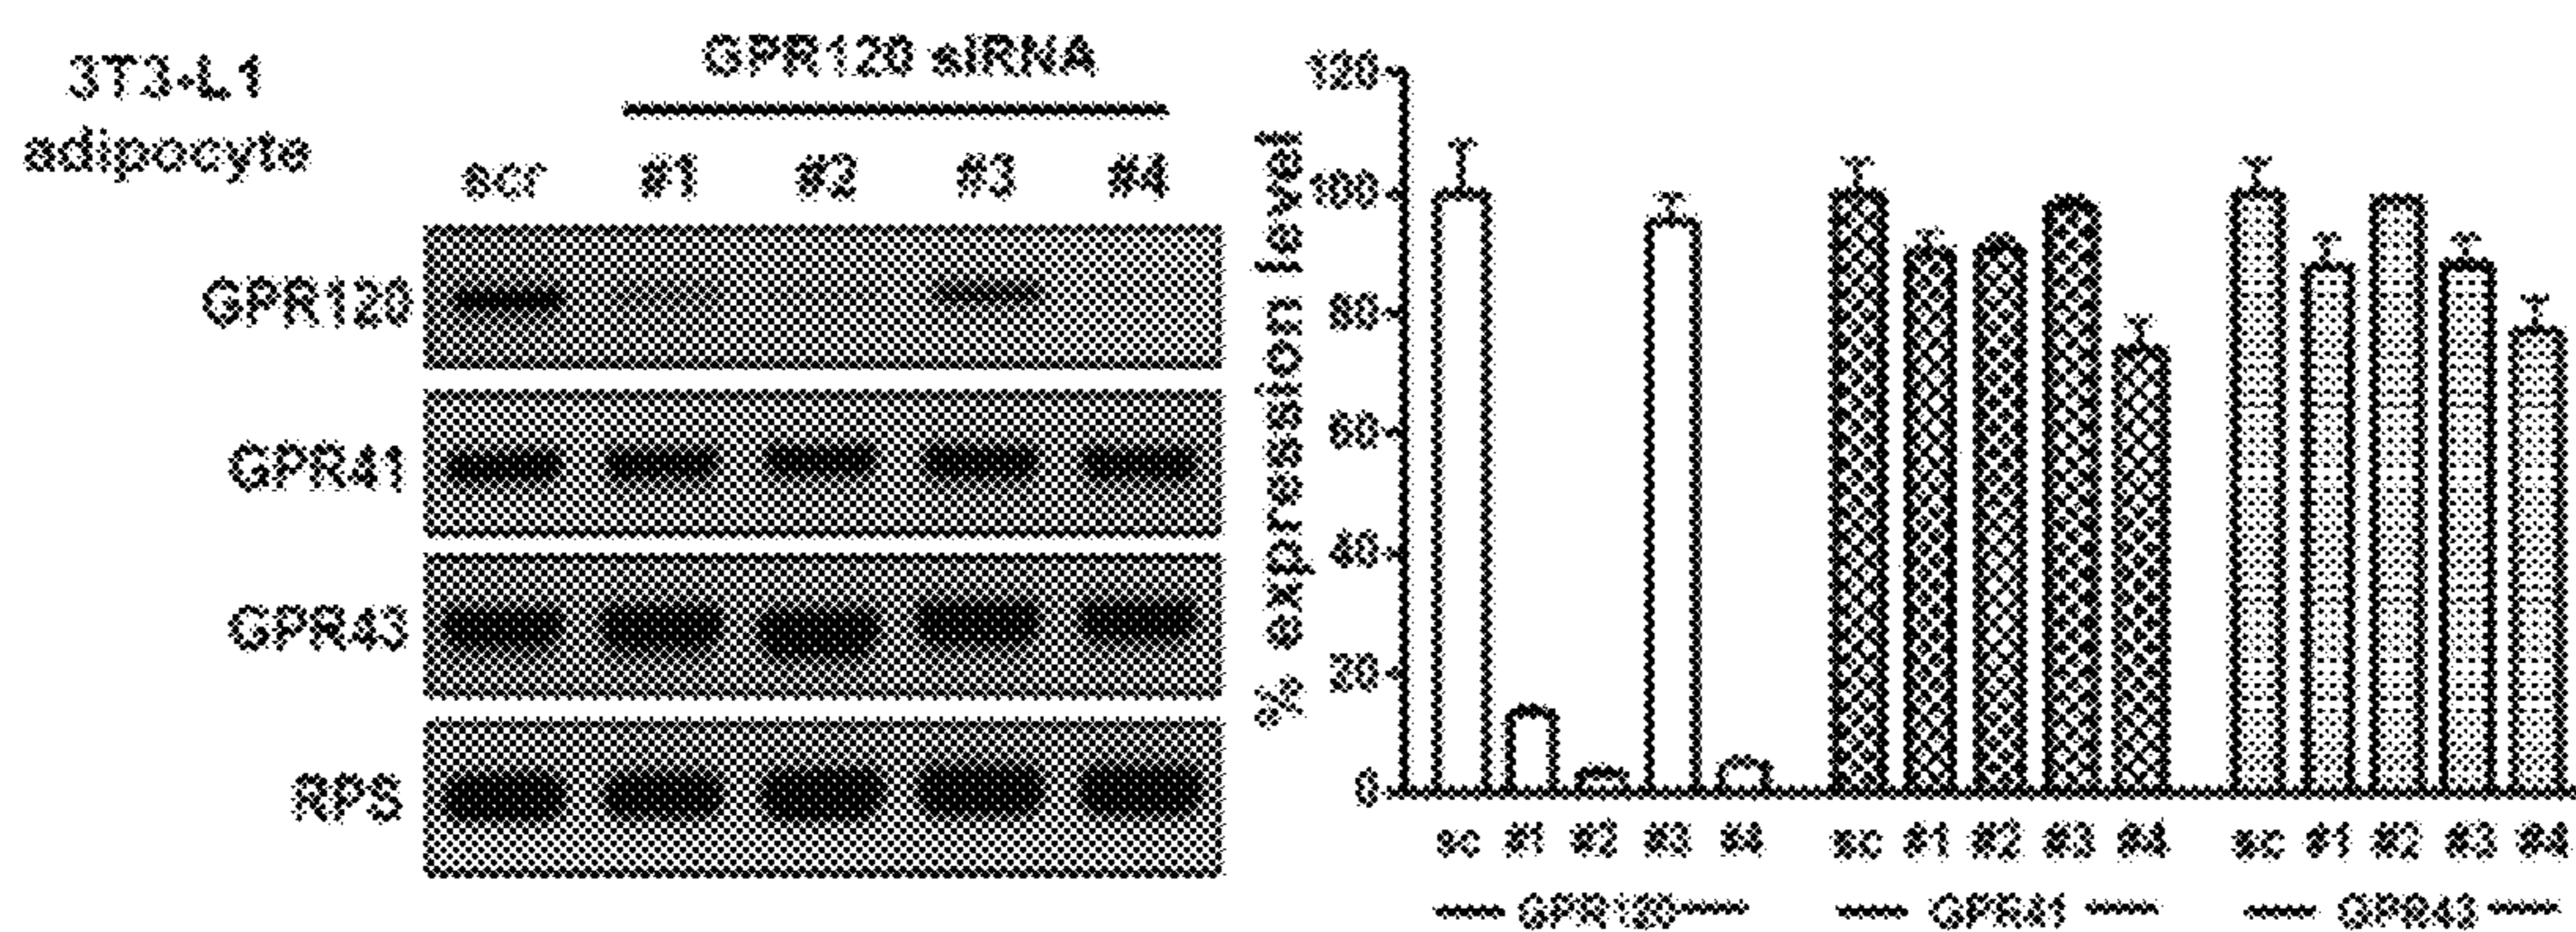 3T3-L1
adipocyte
GPR120 siRNA
scr #1 #2 #3 #4
GPR120
GPR41
GPR43
RPS
% expression level
120
100
80
60
40
20
0
sc #1 #2 #3 #4 sc #1 #2 #3 #4 sc #1 #2 #3 #4
GPR120 GPR41 GPR43